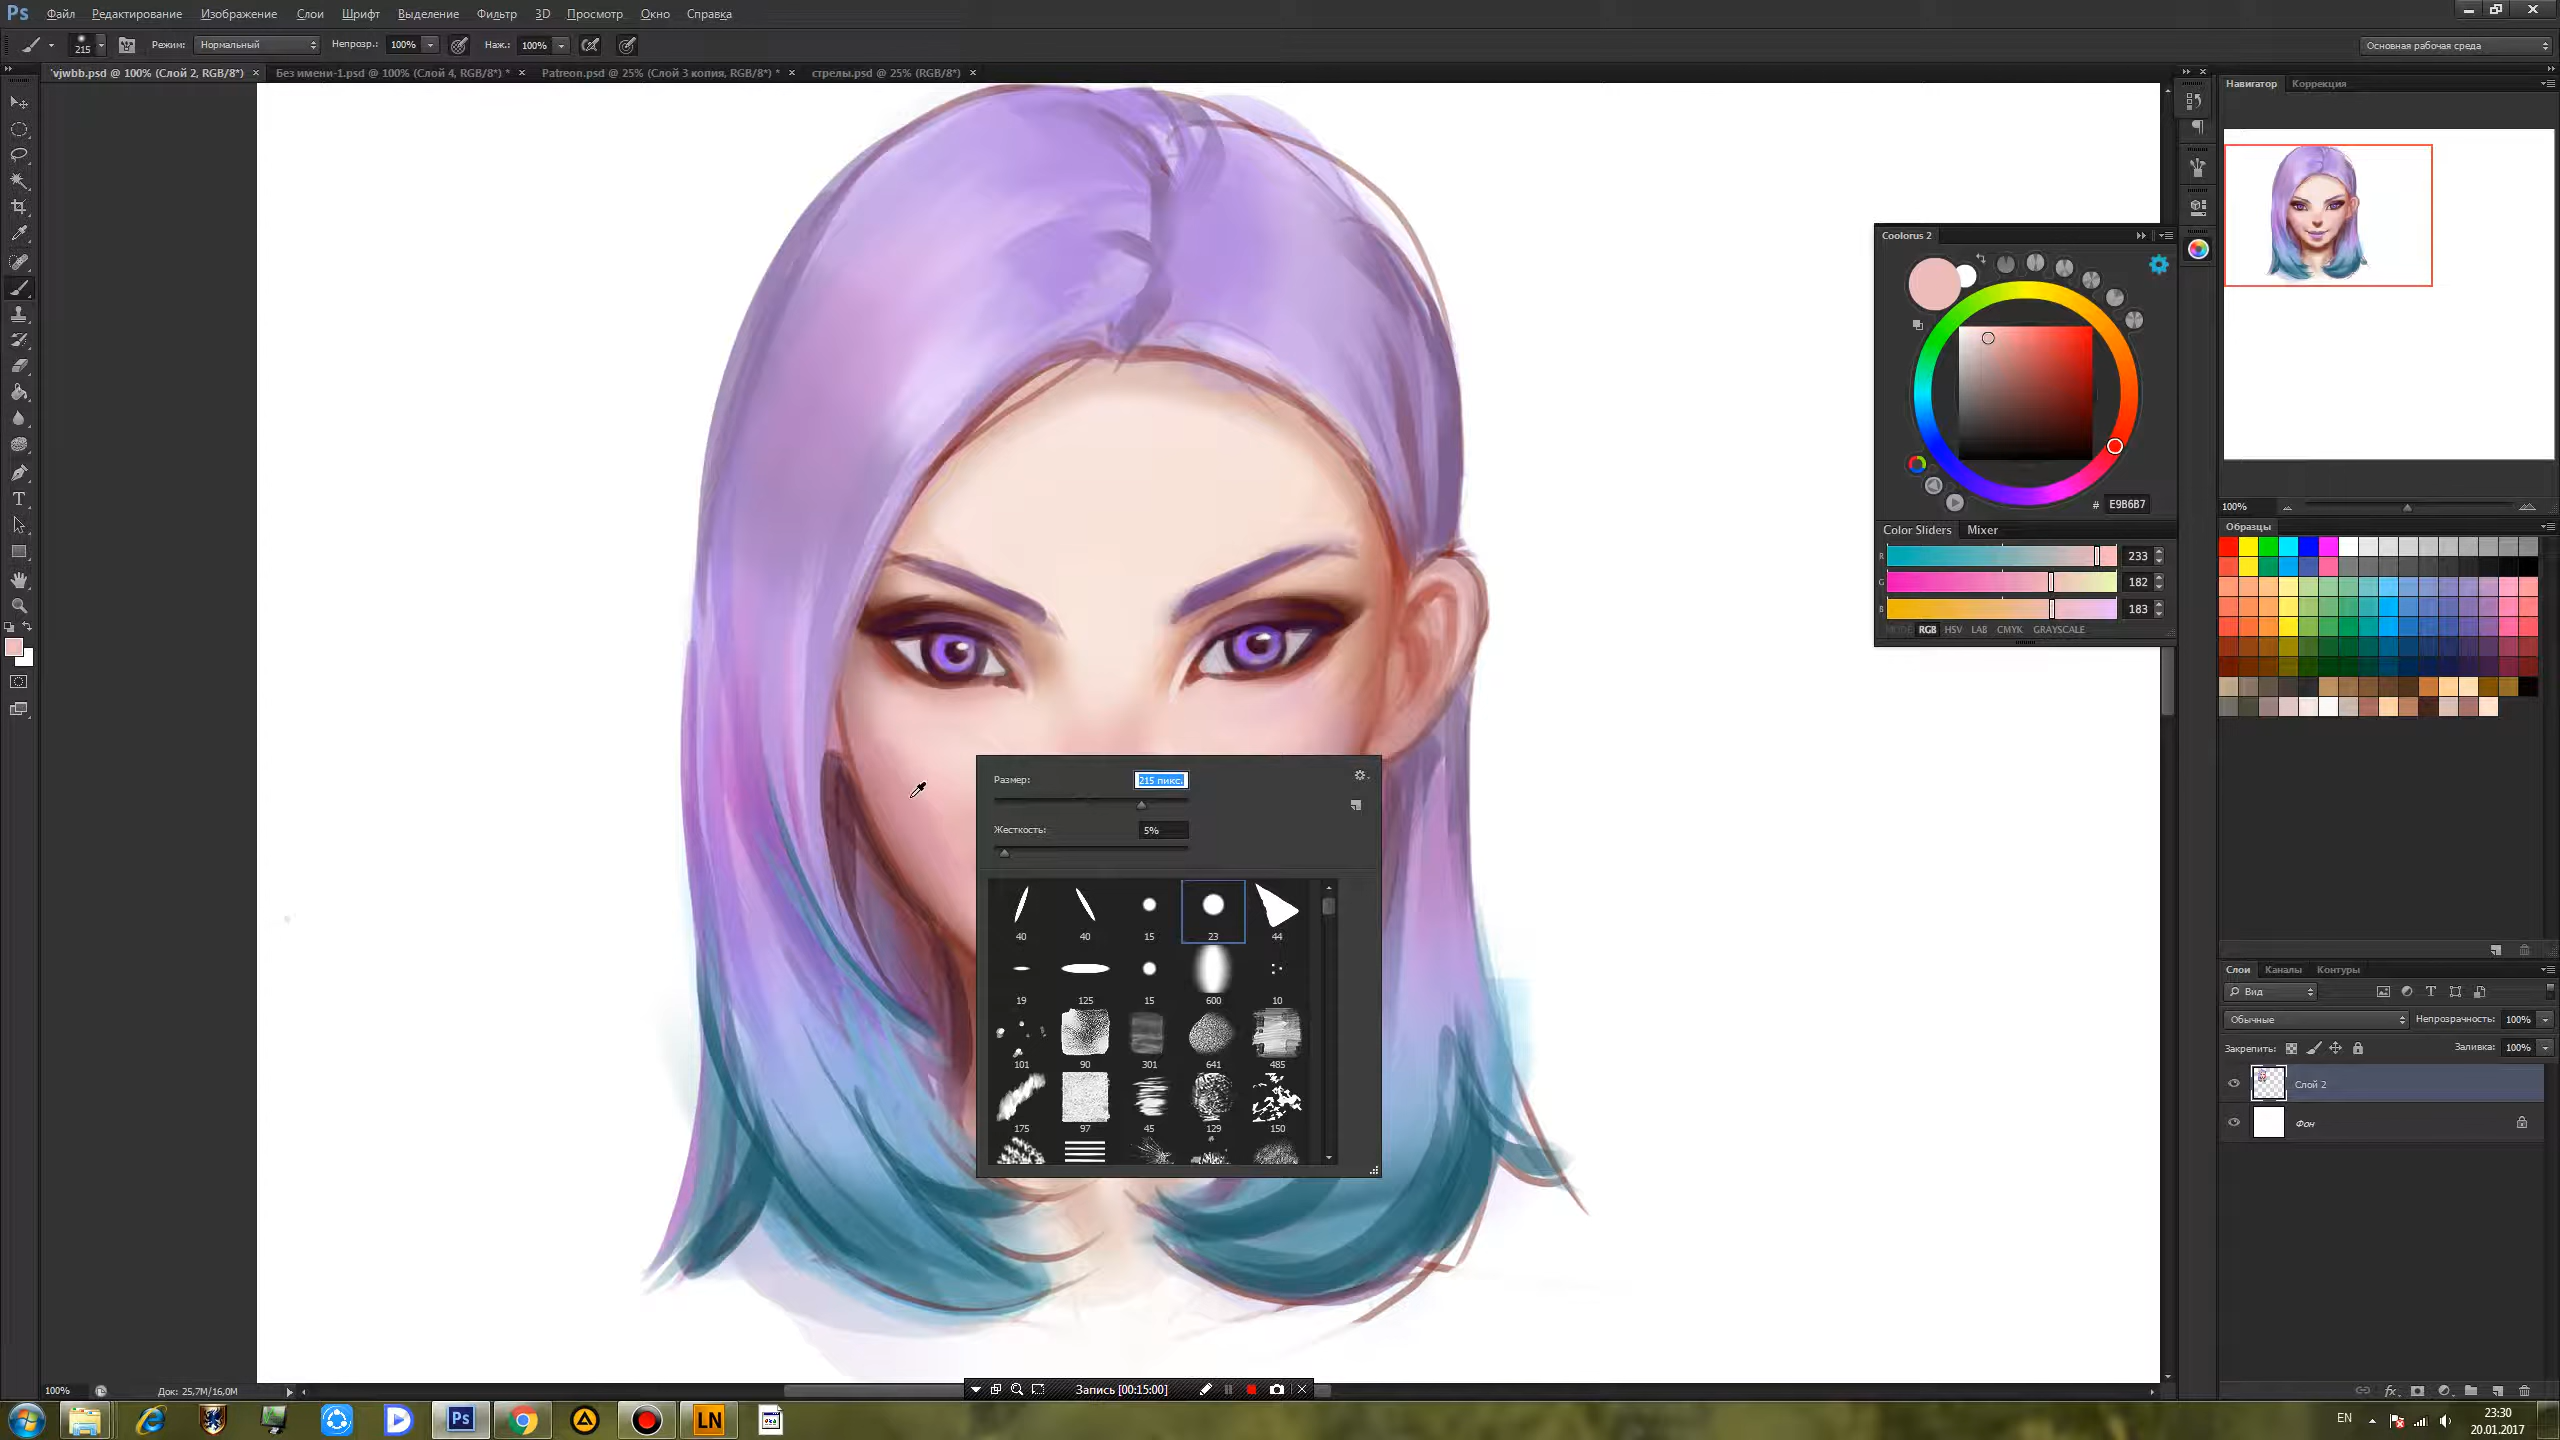 Ps Файл Редактирование Изображение Слои Шрифт Выделение Фильтр 3D Просмотр Окно Справка
215 Режим: Нормальный Непрозр.: 100% Наж.: 100% Основная рабочая среда
*vjwbb.psd @ 100% (Слой 2, RGB/8*) Без имени-1.psd @ 100% (Слой 4, RGB/8*) * Patreon.psd @ 25% (Слой 3 копия, RGB/8*) * стрелы.psd @ 25% (RGB/8*)
Навигатор Коррекция
Coolorus 2
# E9B6B7
100%
Образцы
Color Sliders Mixer
R 233
G 182
B 183
MODE RGB HSV LAB CMYK GRAYSCALE
Размер: 215 пикс.
Жесткость: 5%
40 40 15 23 44
19 125 15 600 10
101 90 301 641 485
175 97 45 129 150
Слои Каналы Контуры
Вид
Обычные Непрозрачность: 100%
Закрепить: Заливка: 100%
Слой 2
Фон
100% Док: 25,7M/16,0M
Запись [00:15:00]
Ps LN EN 23:30
20.01.2017